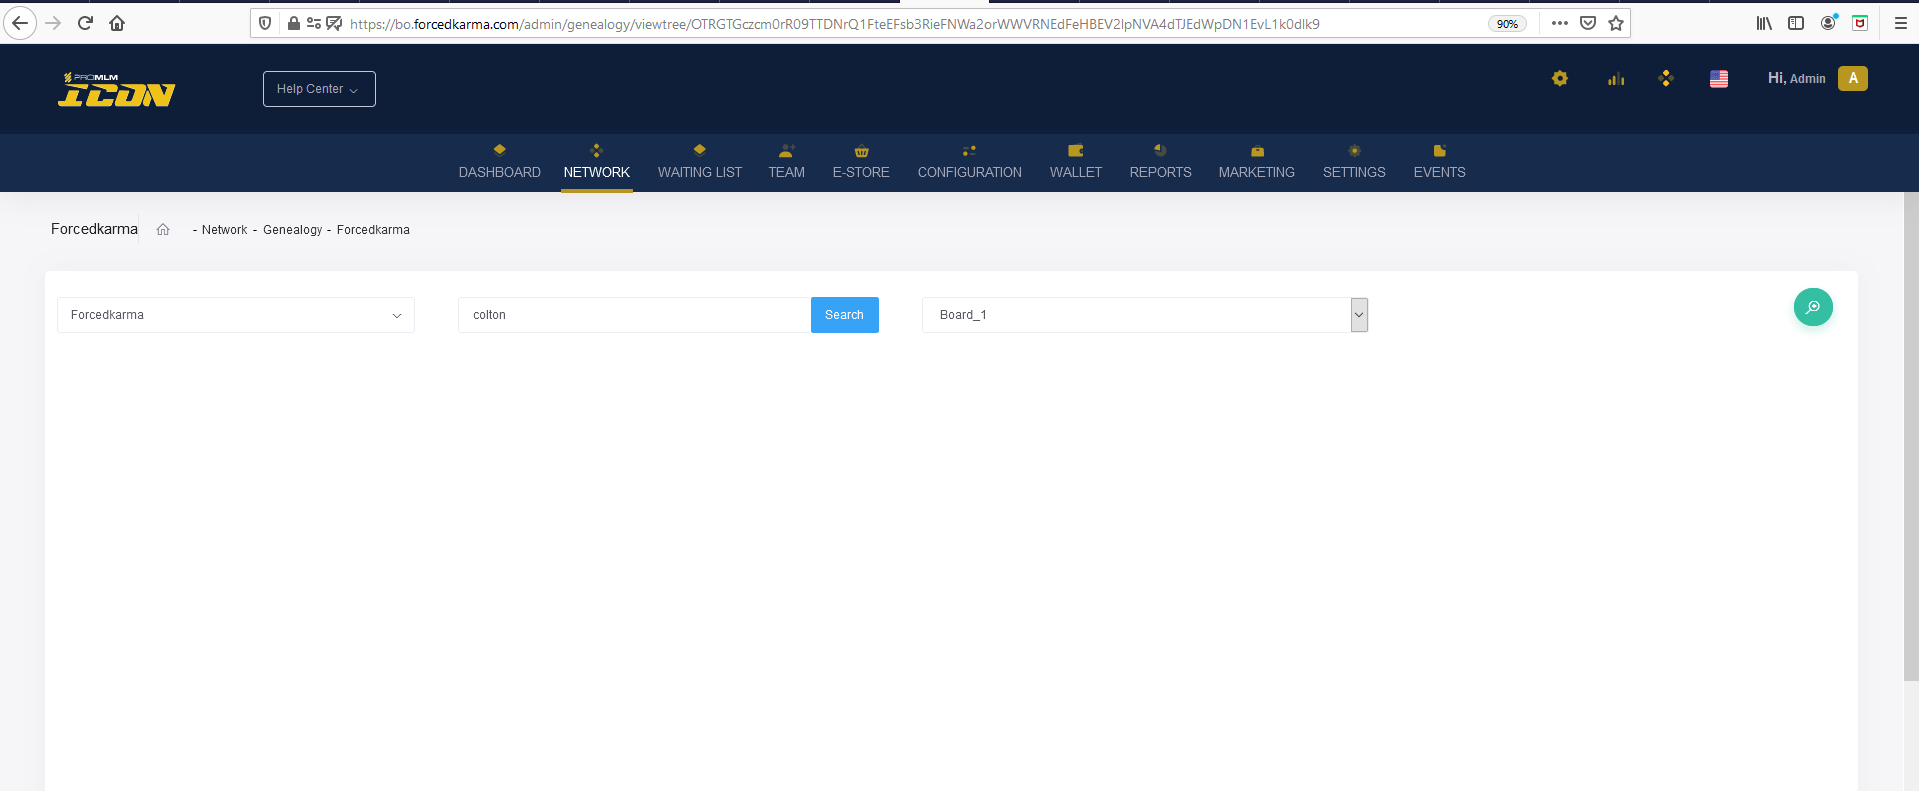 https://bo.forcedkarma.com/admin/genealogy/viewtree/OTRGTGczcm0rR09TTDNrQ1FteEFsb3RieFNWa2orWWVRNEdFeHBEV2lpNVA4dTJEdWpDN1EvL1k0dlk9
90%
PROMLM
ICON
Help Center
Hi, Admin
A
DASHBOARD
NETWORK
WAITING LIST
TEAM
E-STORE
CONFIGURATION
WALLET
REPORTS
MARKETING
SETTINGS
EVENTS
Forcedkarma
- Network - Genealogy - Forcedkarma
Forcedkarma
colton
Search
Board_1